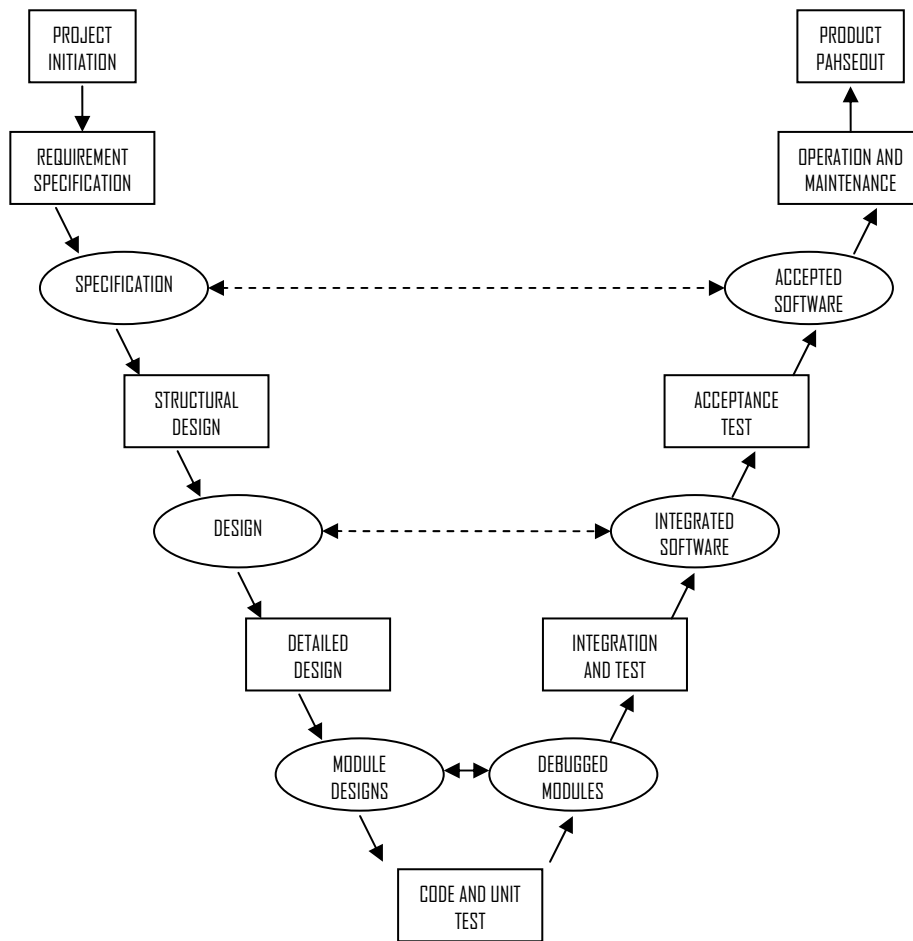 PROJECT
INITIATION
PRODUCT
PAHSEOUT
REQUIREMENT
SPECIFICATION
OPERATION AND
MAINTENANCE
SPECIFICATION
ACCEPTED
SOFTWARE
STRUCTURAL
DESIGN
ACCEPTANCE
TEST
DESIGN
INTEGRATED
SOFTWARE
DETAILED
DESIGN
INTEGRATION
AND TEST
MODULE
DESIGNS
DEBUGGED
MODULES
CODE AND UNIT
TEST